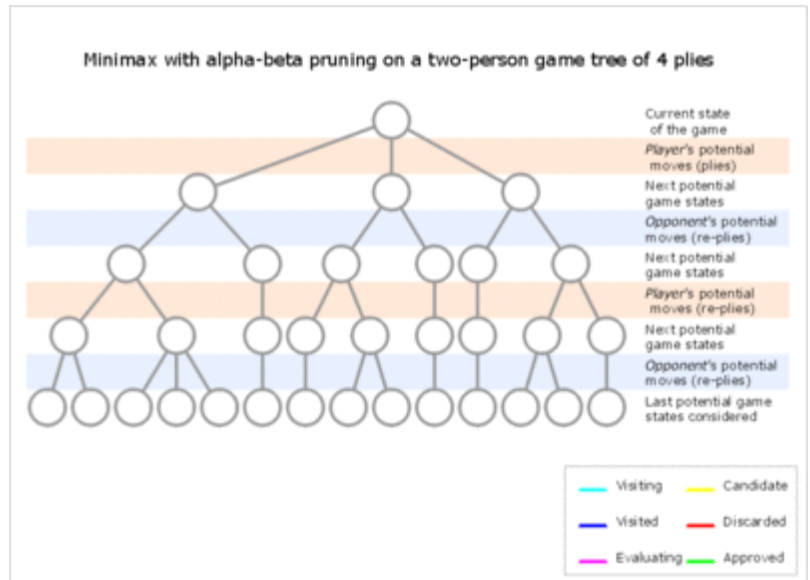 Minimax with alpha-beta pruning on a two-person game tree of 4 plies
Current state
of the game
Player's potential
moves (plies)
Next potential
game states
Opponent's potential
moves (re-plies)
Next potential
game states
Player's potential
moves (re-plies)
Next potential
game states
Opponent's potential
moves (re-plies)
Last potential game
states considered
Visiting
Candidate
Visited
Discarded
Evaluating
Approved